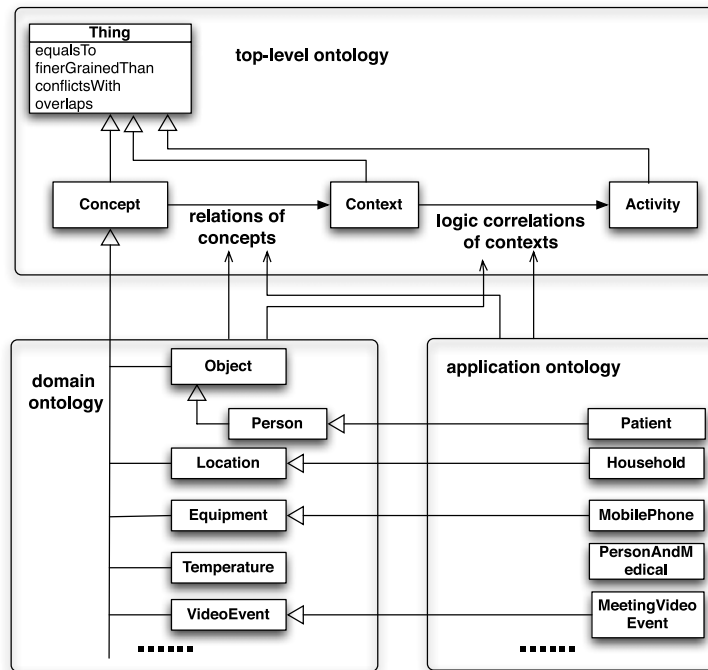 Thing
equalsTo
finerGrainedThan
conflictsWith
overlaps
top-level ontology
Concept
Context
Activity
relations of
concepts
logic correlations
of contexts
domain
ontology
Object
Person
Location
Equipment
Temperature
VideoEvent
......
application ontology
Patient
Household
MobilePhone
PersonAndM
edical
MeetingVideo
Event
......